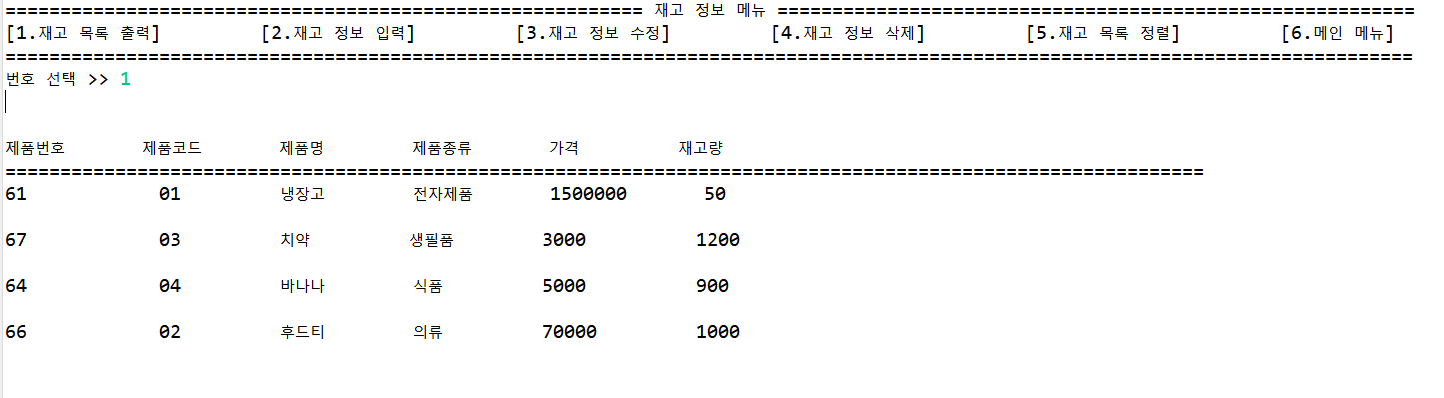 ========================================================== 재고 정보 메뉴 ==========================================================
[1.재고 목록 출력] [2.재고 정보 입력] [3.재고 정보 수정] [4.재고 정보 삭제] [5.재고 목록 정렬] [6.메인 메뉴]
================================================================================================================================
번호 선택 >> 1
제품번호 제품코드 제품명 제품종류 가격 재고량
=============================================================================================================
61 01 냉장고 전자제품 1500000 50
67 03 치약 생필품 3000 1200
64 04 바나나 식품 5000 900
66 02 후드티 의류 70000 1000